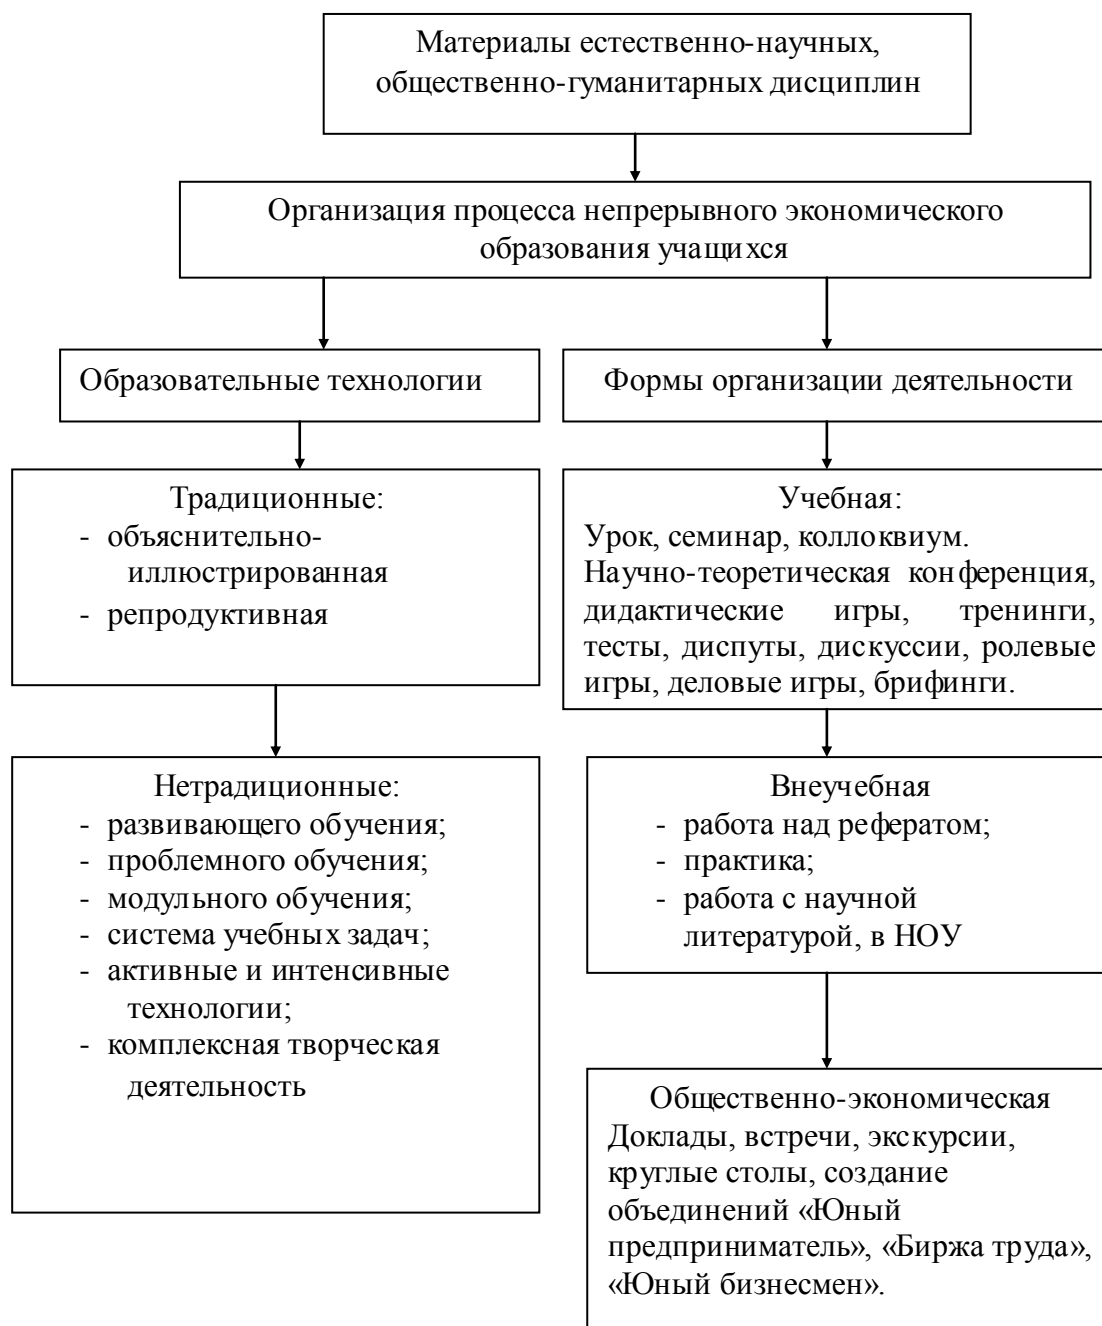 Материалы естественно-научных,
общественно-гуманитарных дисциплин
Организация процесса непрерывного экономического
образования учащихся
Образовательные технологии
Формы организации деятельности
Традиционные:
- объяснительно-
иллюстрированная
- репродуктивная
Учебная:
Урок, семинар, коллоквиум.
Научно-теоретическая конференция,
дидактические игры, тренинги,
тесты, диспуты, дискуссии, ролевые
игры, деловые игры, брифинги.
Нетрадиционные:
- развивающего обучения;
- проблемного обучения;
- модульного обучения;
- система учебных задач;
- активные и интенсивные
технологии;
- комплексная творческая
деятельность
Внеучебная
- работа над рефератом;
- практика;
- работа с научной
литературой, в НОУ
Общественно-экономическая
Доклады, встречи, экскурсии,
круглые столы, создание
объединений «Юный
предприниматель», «Биржа труда»,
«Юный бизнесмен».